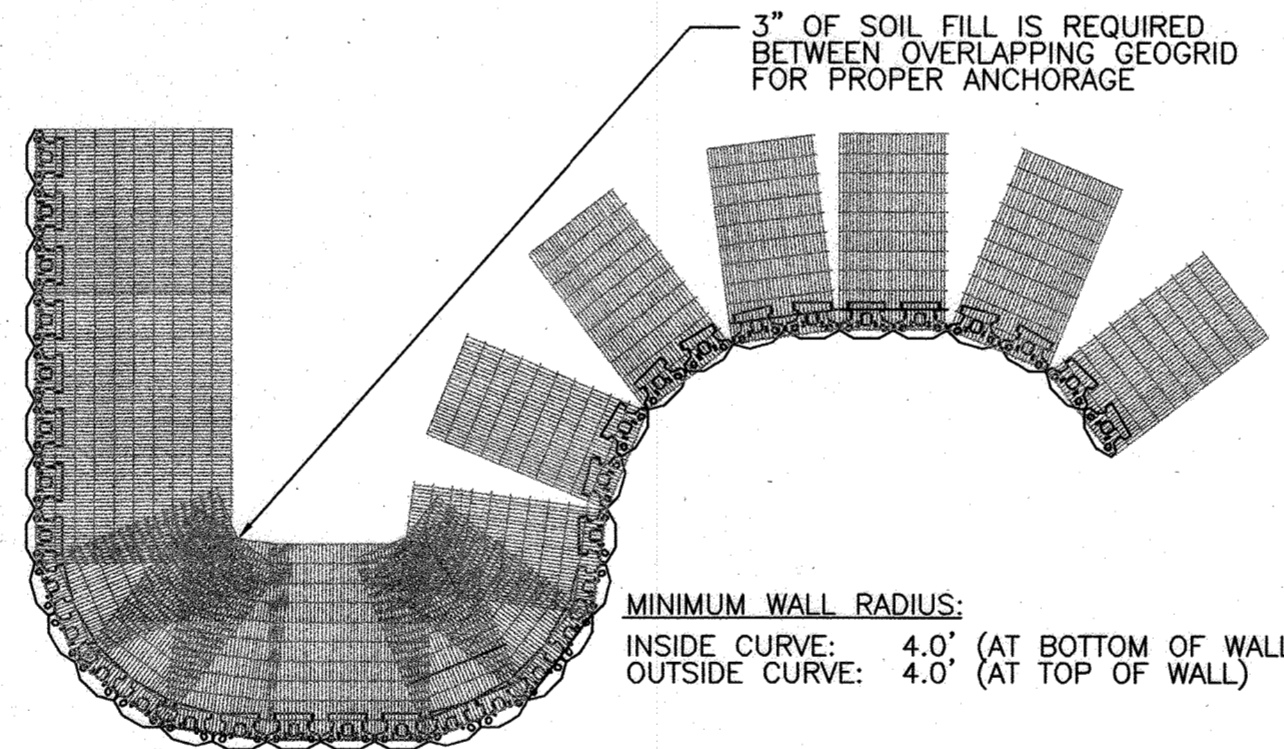 3" OF SOIL FILL IS REQUIRED
BETWEEN OVERLAPPING GEOGRID
FOR PROPER ANCHORAGE
MINIMUM WALL RADIUS:
INSIDE CURVE: 4.0' (AT BOTTOM OF WALL
OUTSIDE CURVE: 4.0' (AT TOP OF WALL)